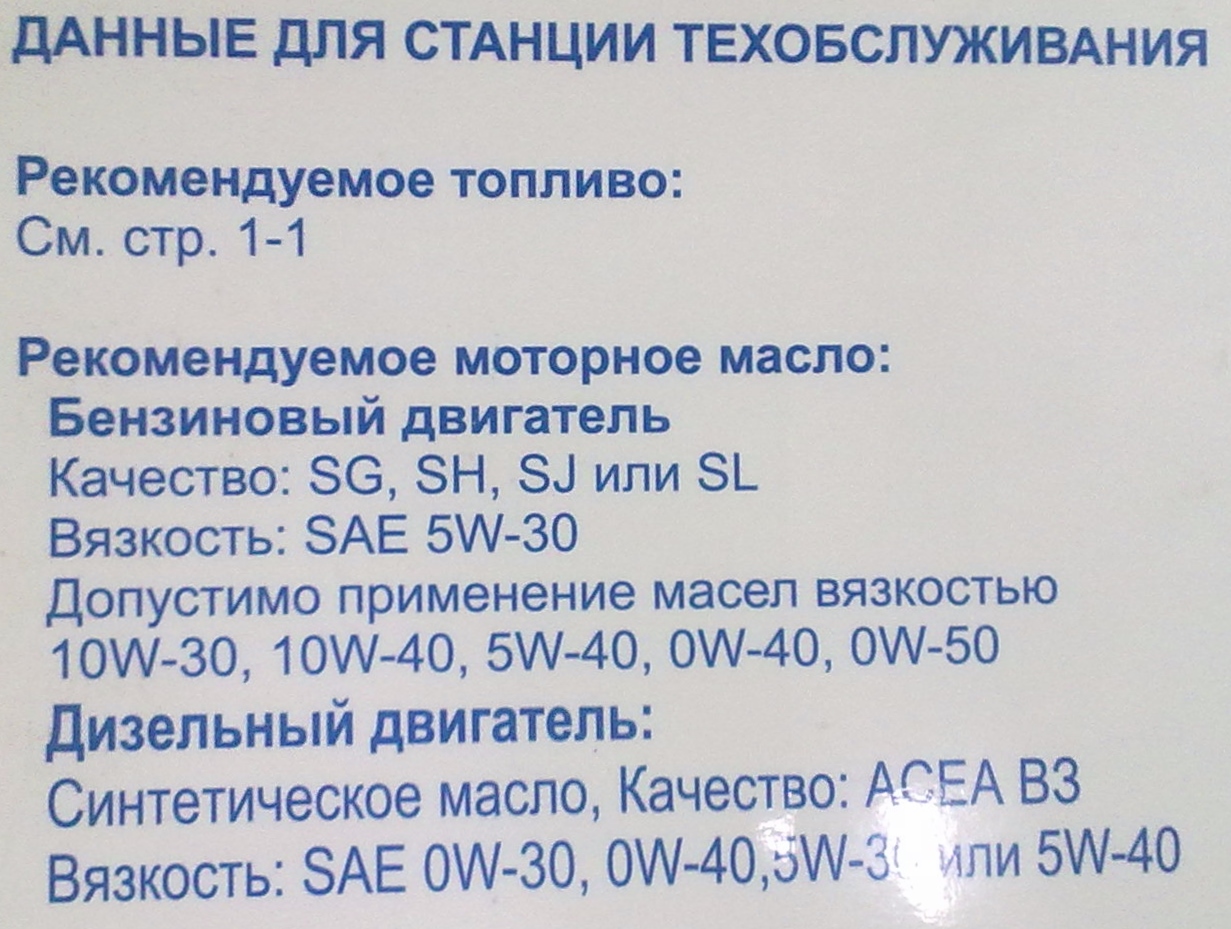 ДАННЫЕ ДЛЯ СТАНЦИИ ТЕХОБСЛУЖИВАНИЯ
Рекомендуемое топливо:
См. стр. 1-1
Рекомендуемое моторное масло:
Бензиновый двигатель
Качество: SG, SH, SJ или SL
Вязкость: SAE 5W-30
Допустимо применение масел вязкостью
10W-30, 10W-40, 5W-40, 0W-40, 0W-50
Дизельный двигатель:
Синтетическое масло, Качество: ACEA B3
Вязкость: SAE 0W-30, 0W-40,5W-30 или 5W-40